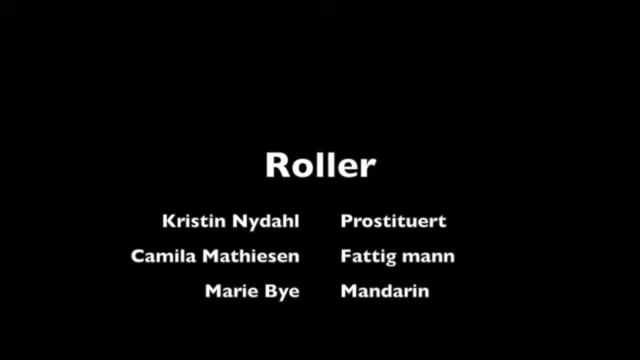 Roller
Kristin Nydahl Prostituert
Camila Mathiesen Fattig mann
Marie Bye Mandarin